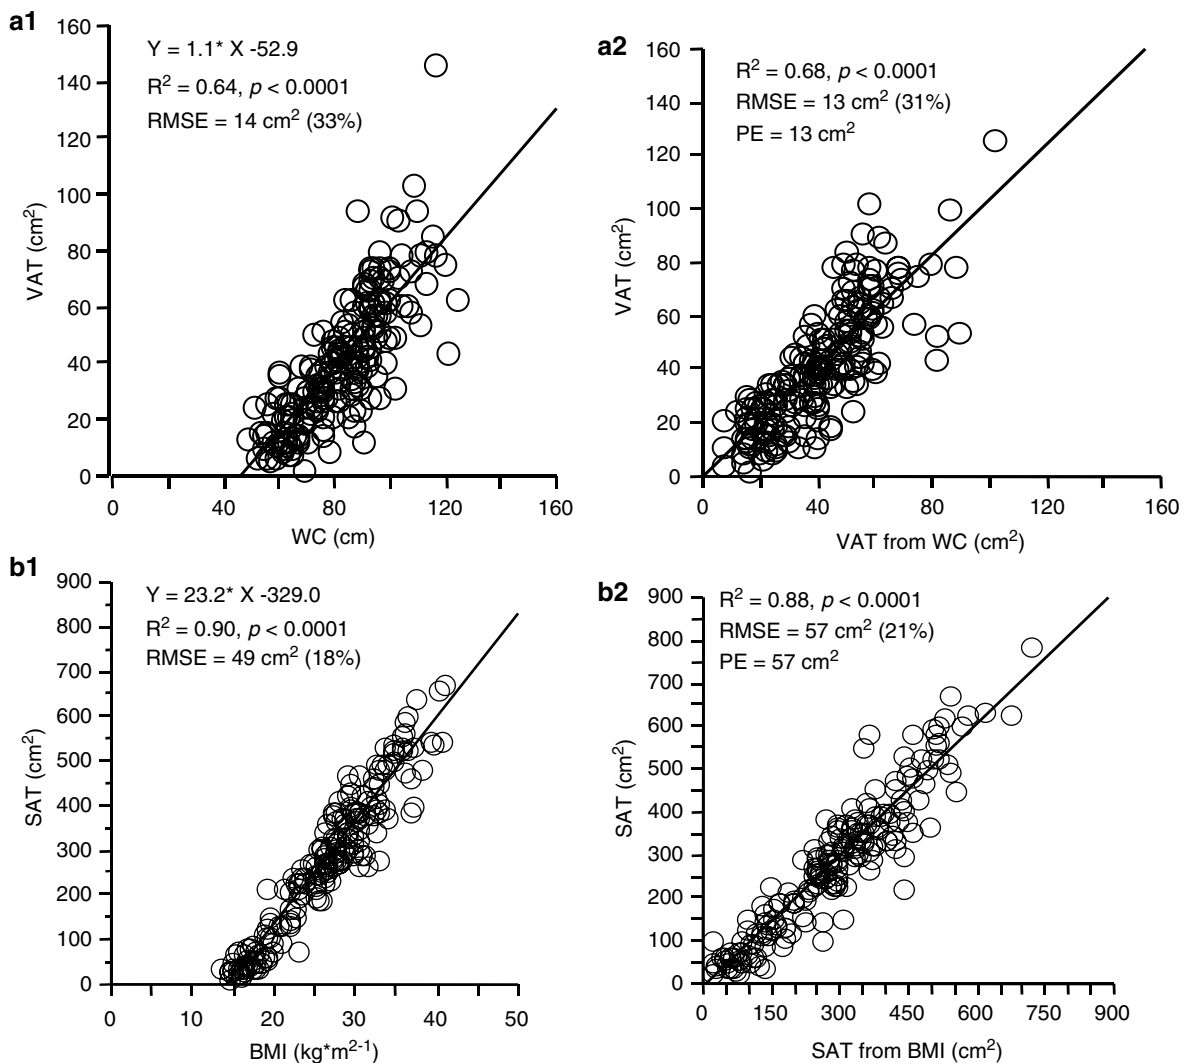 a1
160
140
120
100
80
60
40
20
0
VAT (cm²)
Y = 1.1* X -52.9
R² = 0.64, p < 0.0001
RMSE = 14 cm² (33%)
0 40 80 120 160
WC (cm)
a2
160
140
120
100
80
60
40
20
0
VAT (cm²)
R² = 0.68, p < 0.0001
RMSE = 13 cm² (31%)
PE = 13 cm²
0 40 80 120 160
VAT from WC (cm²)
b1
900
800
700
600
500
400
300
200
100
0
SAT (cm²)
Y = 23.2* X -329.0
R² = 0.90, p < 0.0001
RMSE = 49 cm² (18%)
0 10 20 30 40 50
BMI (kg*m²⁻¹)
b2
900
800
700
600
500
400
300
200
100
0
SAT (cm²)
R² = 0.88, p < 0.0001
RMSE = 57 cm² (21%)
PE = 57 cm²
0 150 300 450 600 750 900
SAT from BMI (cm²)